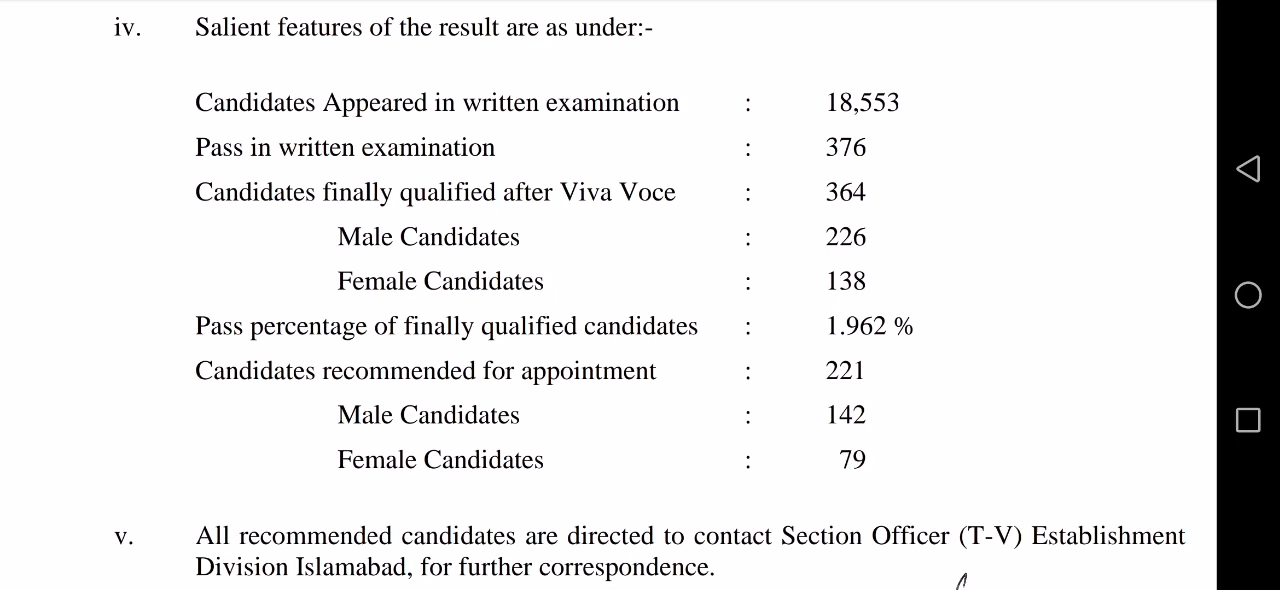 iv. Salient features of the result are as under:-
Candidates Appeared in written examination : 18,553
Pass in written examination : 376
Candidates finally qualified after Viva Voce : 364
Male Candidates : 226
Female Candidates : 138
Pass percentage of finally qualified candidates : 1.962 %
Candidates recommended for appointment : 221
Male Candidates : 142
Female Candidates : 79
v. All recommended candidates are directed to contact Section Officer (T-V) Establishment
Division Islamabad, for further correspondence.